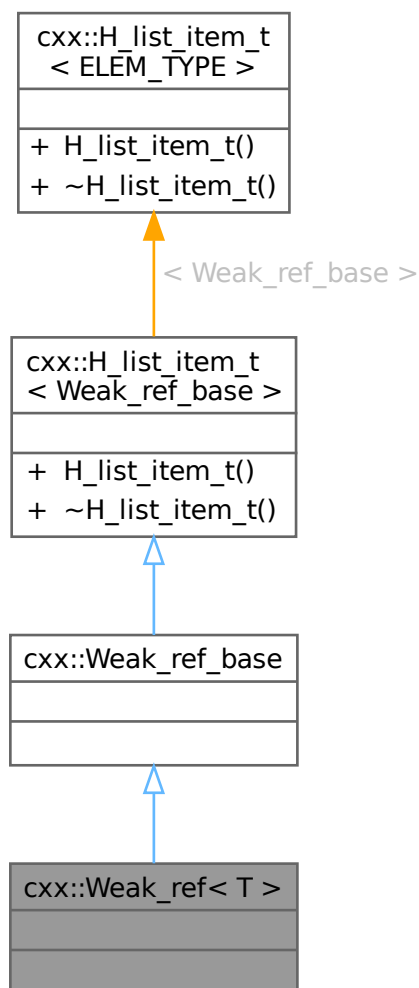 cxx::H_list_item_t
< ELEM_TYPE >
+ H_list_item_t()
+ ~H_list_item_t()
< Weak_ref_base >
cxx::H_list_item_t
< Weak_ref_base >
+ H_list_item_t()
+ ~H_list_item_t()
cxx::Weak_ref_base
cxx::Weak_ref< T >